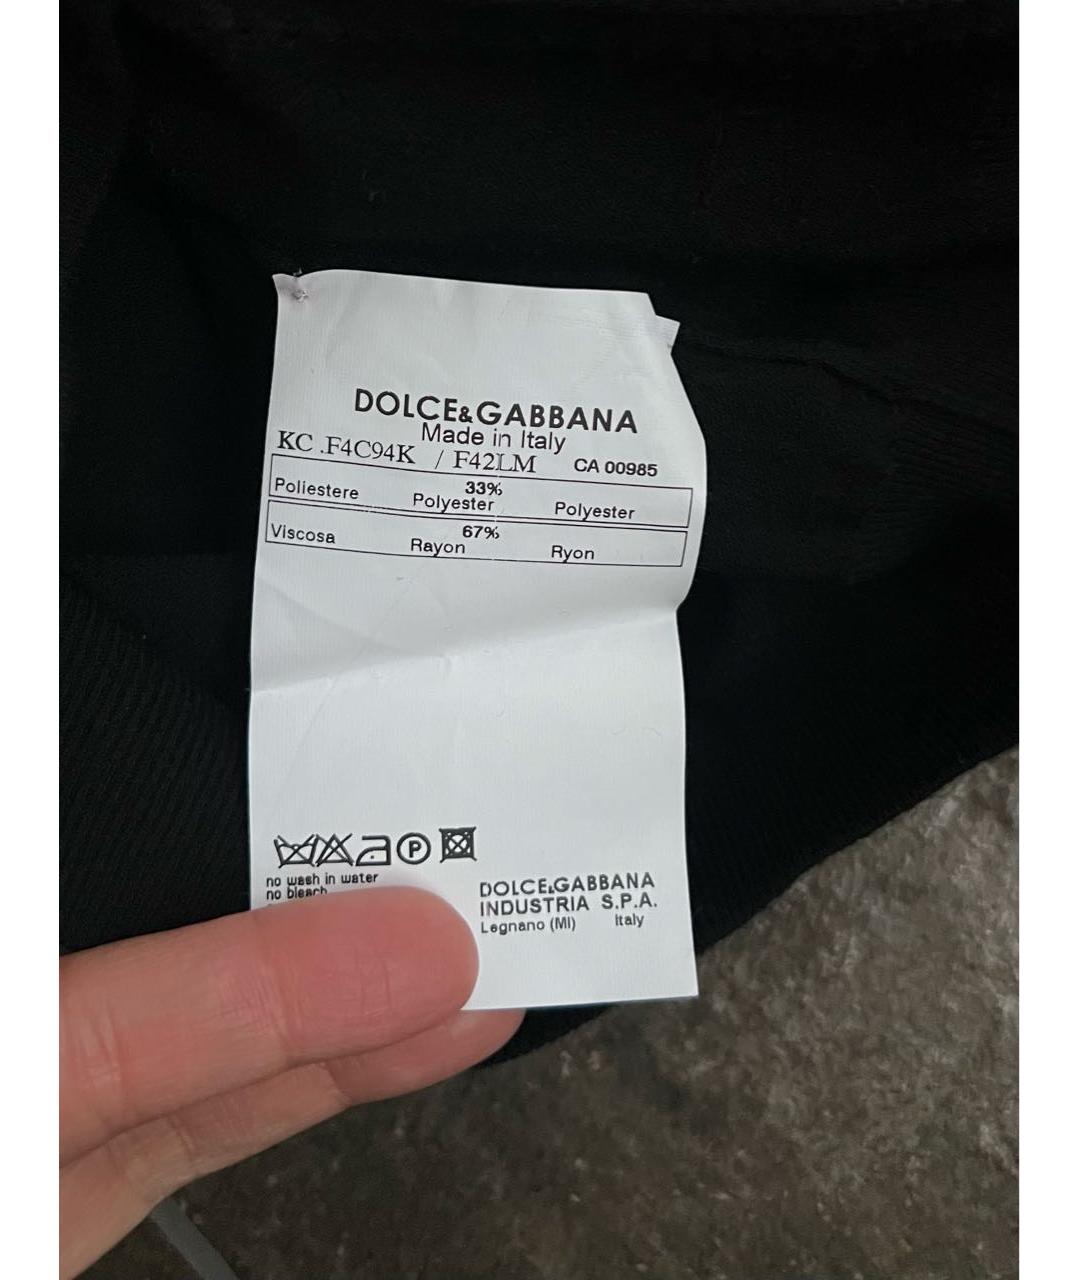 DOLCE&GABBANA
Made in Italy
KC .F4C94K / F42LM CA 00985
33%
Poliestere Polyester Polyester
67%
Viscosa Rayon Ryon
P
no wash in water
no bleach
DOLCE&GABBANA
INDUSTRIA S.P.A.
Legnano (MI) Italy